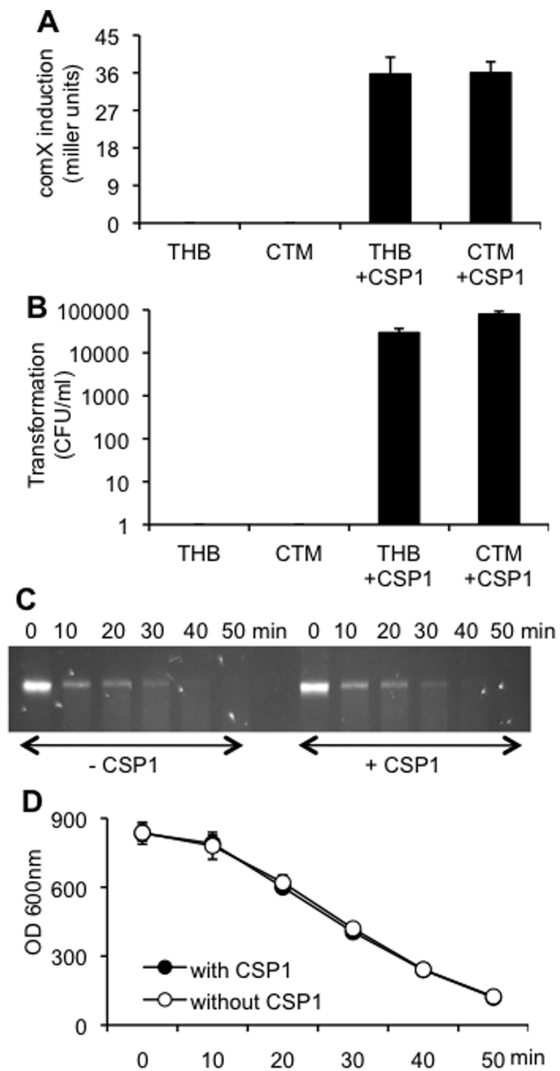 A
comX induction
(miller units)
45
36
27
18
9
0
THB CTM THB +CSP1 CTM +CSP1
B
Transformation
(CFU/ml)
100000
10000
1000
100
10
1
THB CTM THB +CSP1 CTM +CSP1
C
0 10 20 30 40 50 min 0 10 20 30 40 50 min
- CSP1 + CSP1
D
OD 600nm
900
600
300
0
with CSP1
without CSP1
0 10 20 30 40 50 min